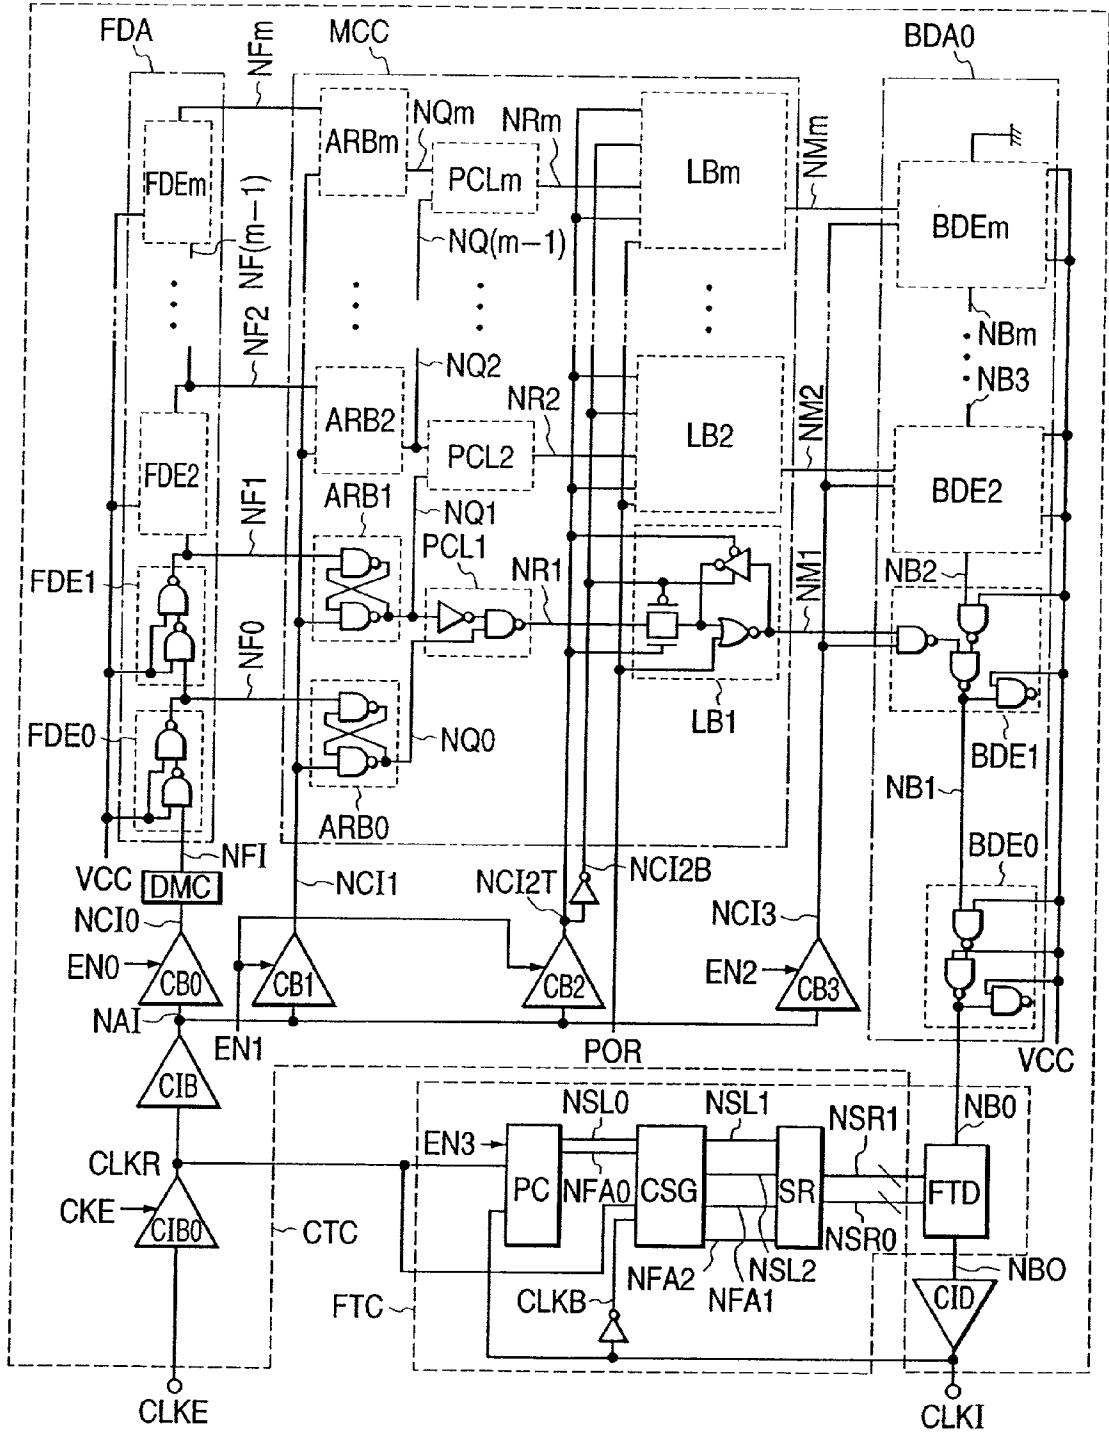 FDA
NFm
MCC
BDA0
ARBm
NQm
NRm
NMm
FDEm
PCLm
LBm
BDEm
NF(m-1)
NQ(m-1)
NF2
NBm
NB3
NQ2
NR2
NM2
ARB2
PCL2
LB2
BDE2
FDE2
NF1
ARB1
NQ1
PCL1
NR1
NM1
NB2
FDE1
NF0
LB1
BDE1
FDE0
NQ0
NB1
ARB0
BDE0
NFI
VCC
DMC
NCI1
NCI2T
NCI2B
NCI0
NCI3
EN0
CB0
CB1
CB2
EN2
CB3
NAI
EN1
POR
VCC
CIB
NSL0
NSL1
NB0
NSR1
CLKR
EN3
PC
NFA0
CSG
SR
FTD
CKE
CIB0
CTC
NSR0
NFA2
NSL2
NFA1
NBO
FTC
CLKB
CID
CLKE
CLKI